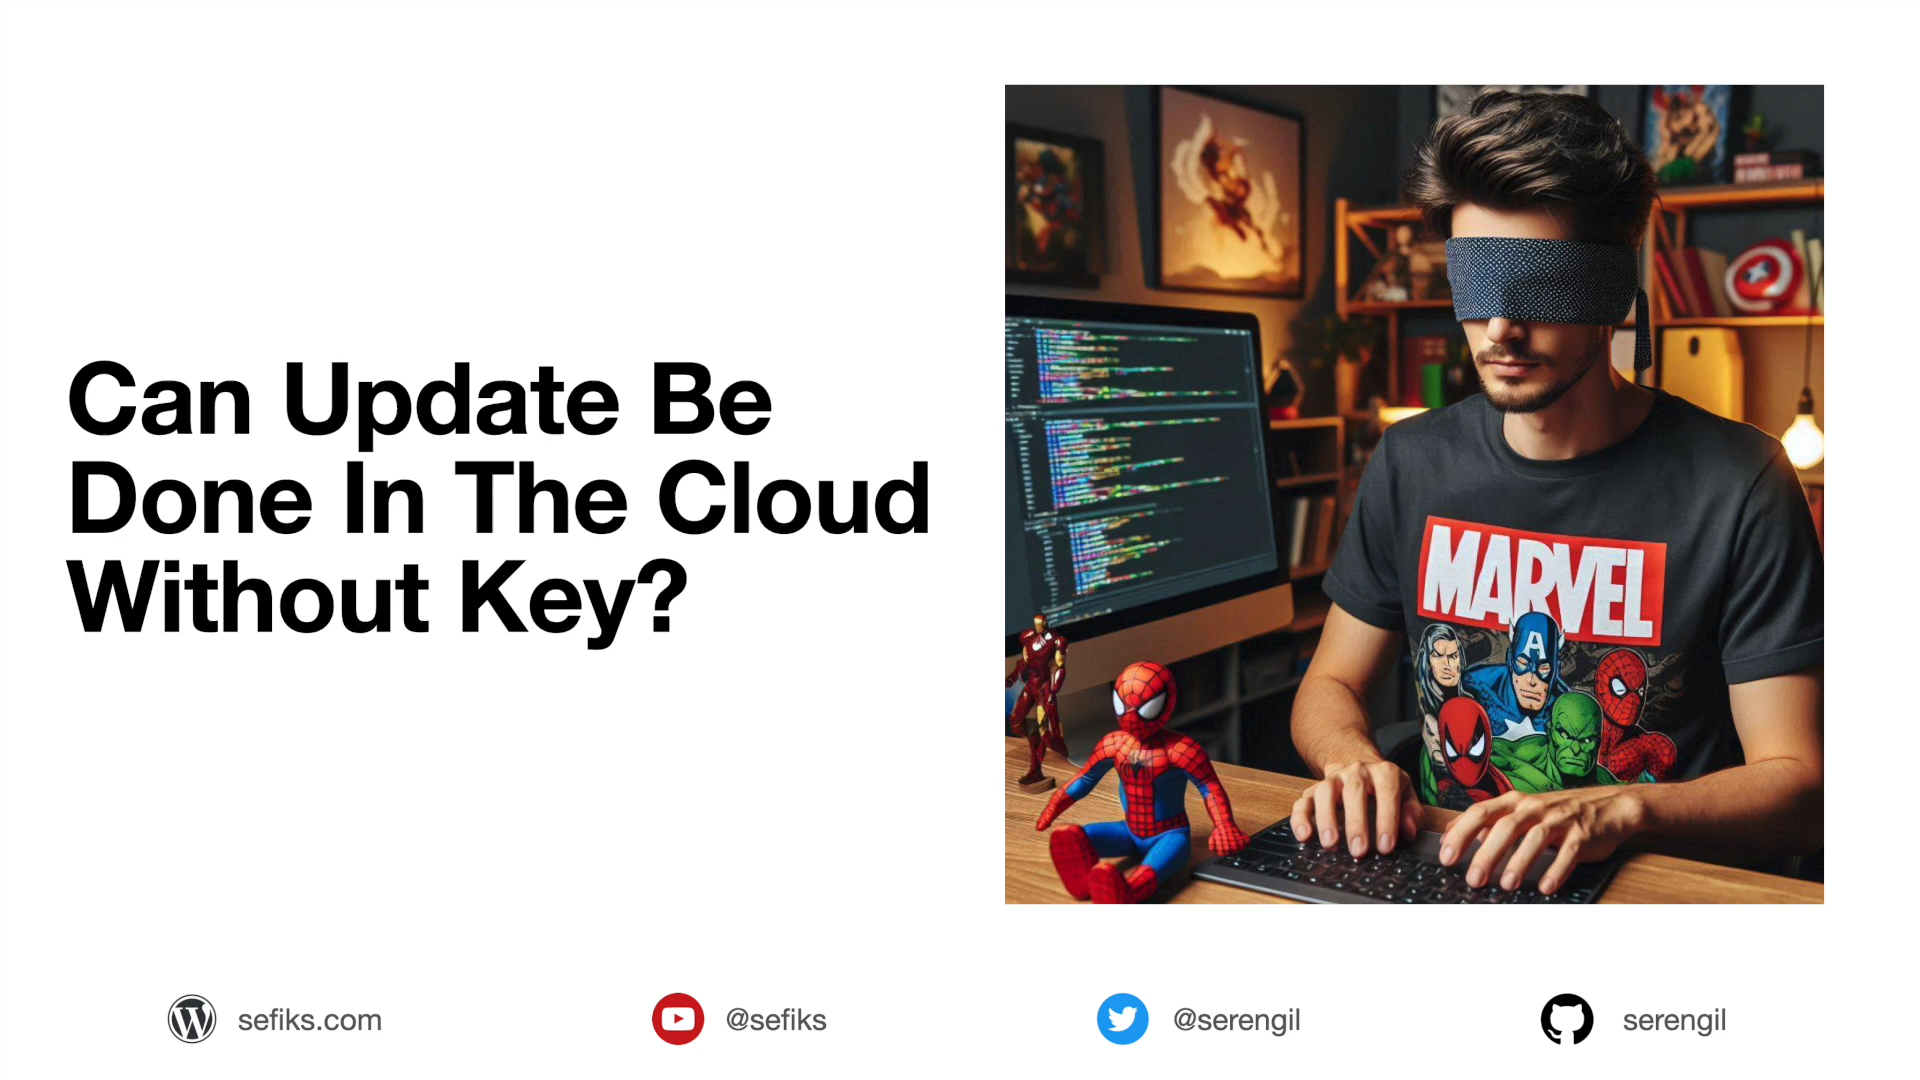 Can Update Be
Done In The Cloud
Without Key?
MARVEL
A
sefiks.com
@sefiks
@serengil
serengil